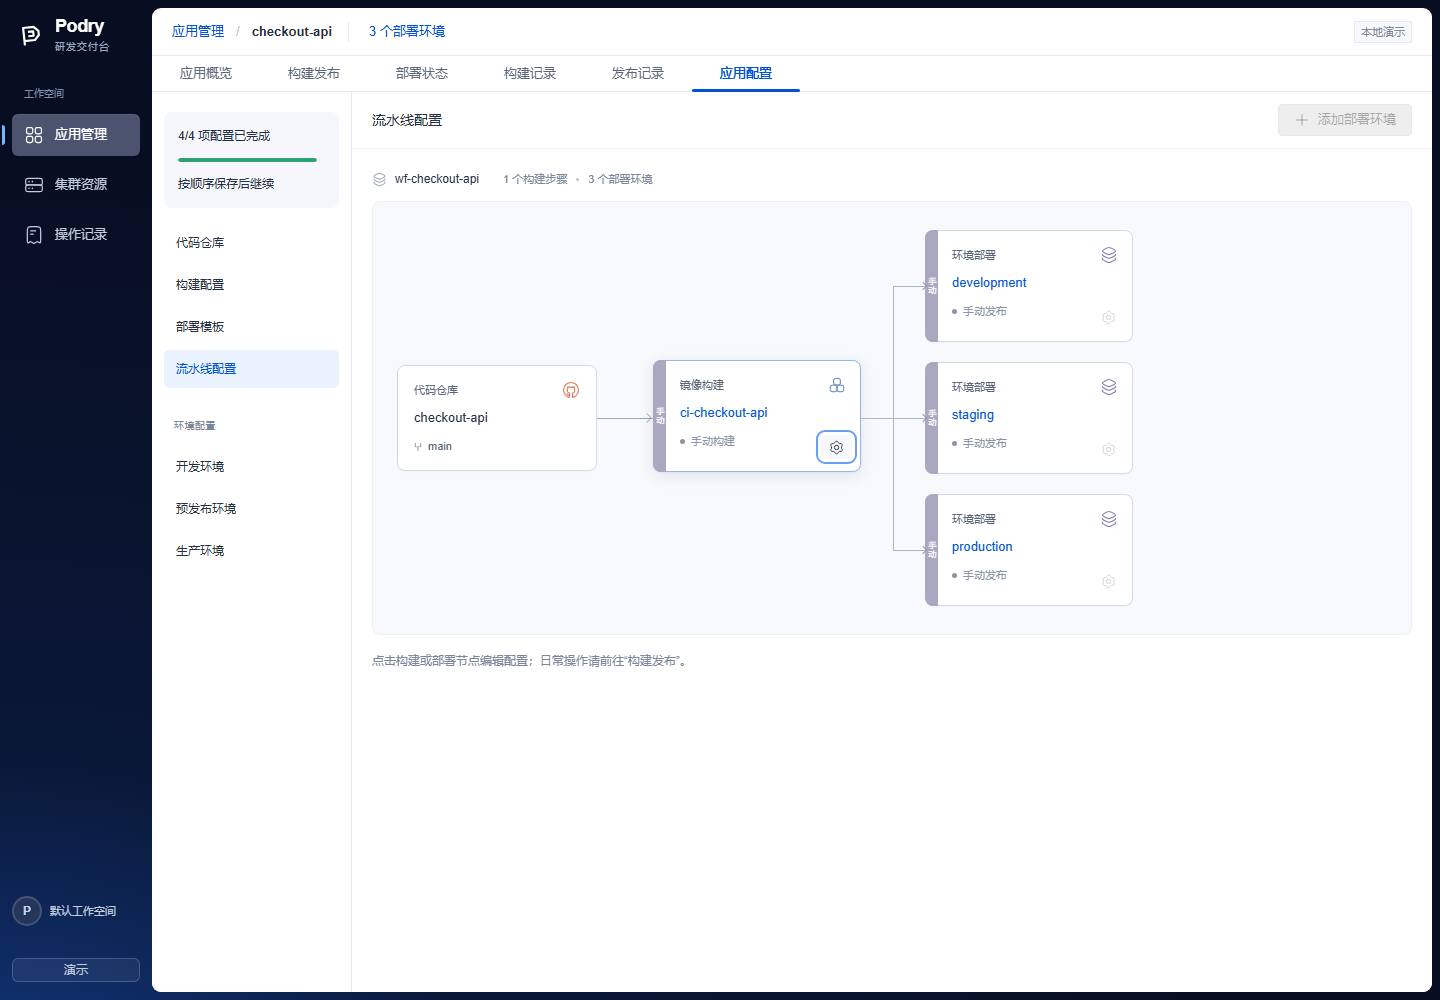 Podry
研发交付台
工作空间
应用管理
集群资源
操作记录
P 默认工作空间
演示
应用管理 / checkout-api 3 个部署环境
本地演示
应用概览 构建发布 部署状态 构建记录 发布记录 应用配置
4/4 项配置已完成
按顺序保存后继续
代码仓库
构建配置
部署模板
流水线配置
环境配置
开发环境
预发布环境
生产环境
流水线配置
添加部署环境
wf-checkout-api 1 个构建步骤 • 3 个部署环境
代码仓库
checkout-api
main
手动
镜像构建
ci-checkout-api
手动构建
手动
环境部署
development
手动发布
手动
环境部署
staging
手动发布
手动
环境部署
production
手动发布
点击构建或部署节点编辑配置；日常操作请前往“构建发布”。